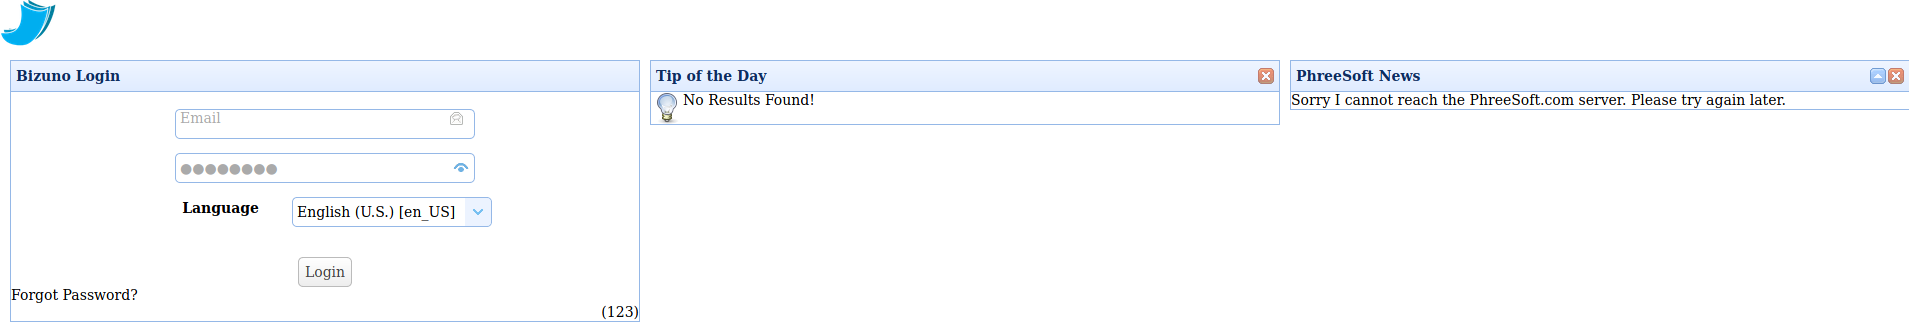 Bizuno Login
Email
●●●●●●●●
Language
English (U.S.) [en_US]
Login
Forgot Password?
(123)
Tip of the Day
No Results Found!
PhreeSoft News
Sorry I cannot reach the PhreeSoft.com server. Please try again later.